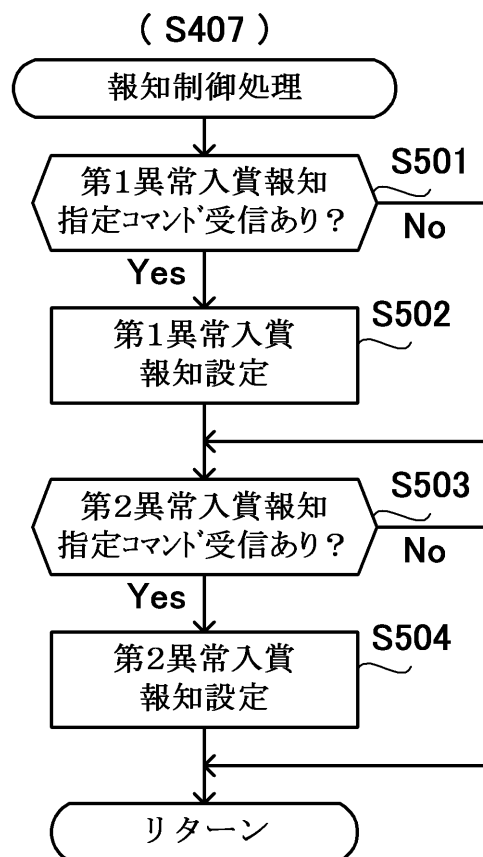 ( S407 )
報知制御処理
第1異常入賞報知
指定コマンド受信あり？
S501
No
Yes
第1異常入賞
報知設定
S502
第2異常入賞報知
指定コマンド受信あり？
S503
No
Yes
第2異常入賞
報知設定
S504
リターン